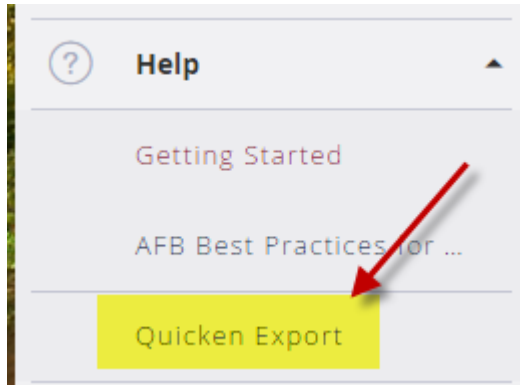 ?
Help
Getting Started
AFB Best Practices for ...
Quicken Export